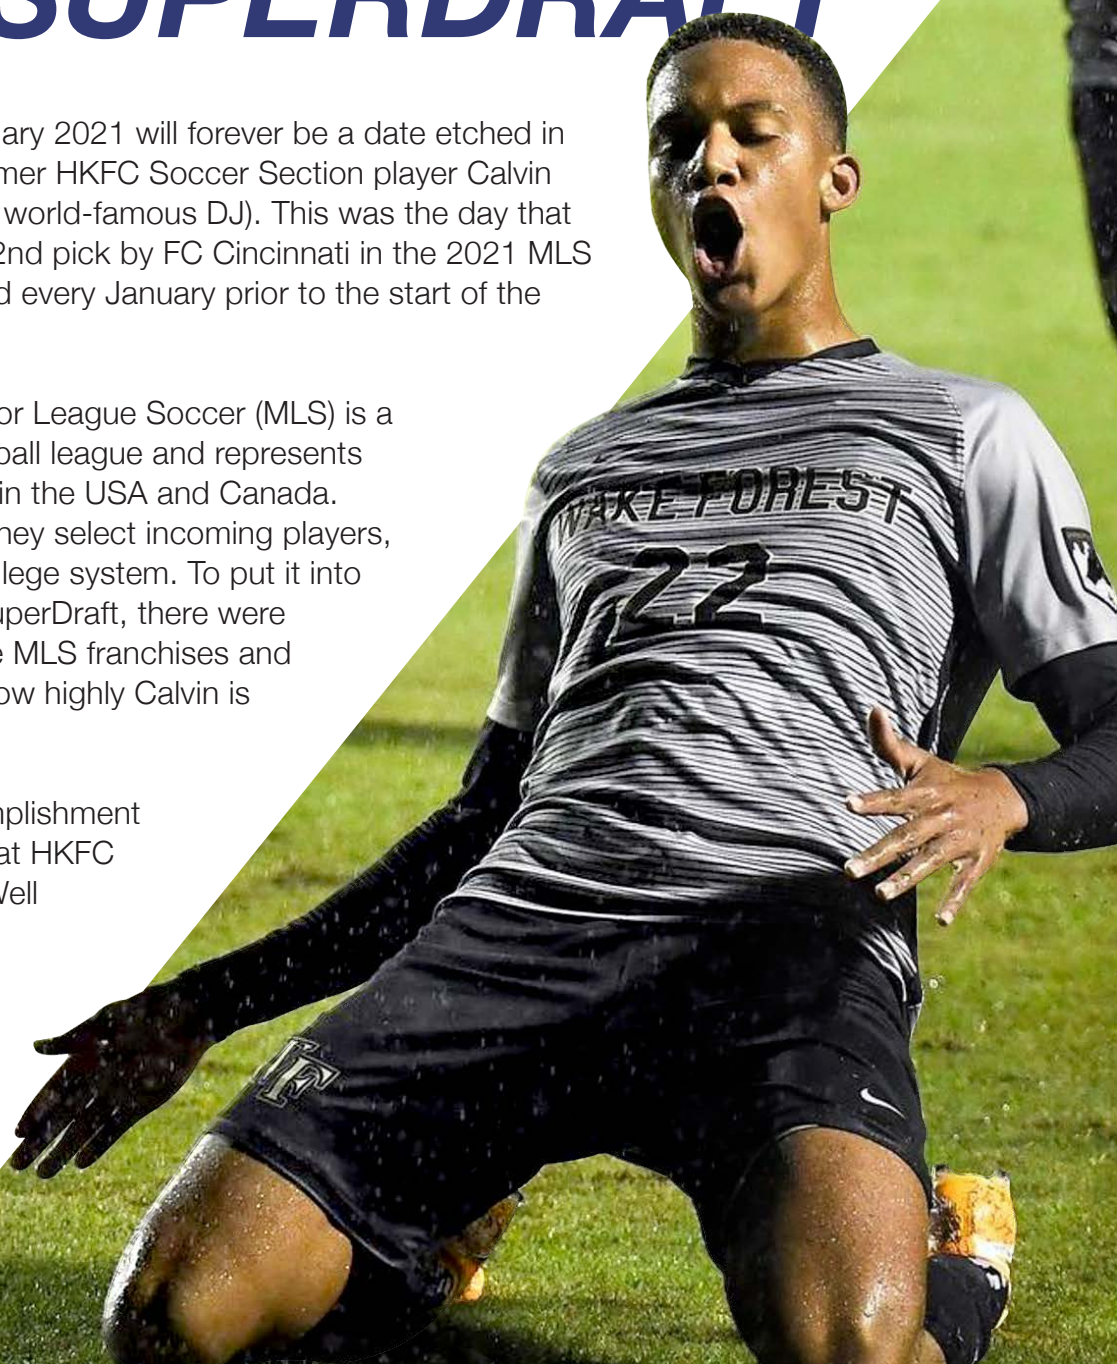 SUPERDRAFT
ary 2021 will forever be a date etched in
mer HKFC Soccer Section player Calvin
world-famous DJ). This was the day that
2nd pick by FC Cincinnati in the 2021 MLS
d every January prior to the start of the
or League Soccer (MLS) is a
ball league and represents
in the USA and Canada.
hey select incoming players,
lege system. To put it into
uperDraft, there were
e MLS franchises and
ow highly Calvin is
mplishment
at HKFC
Well
WAKE FOREST
22
WF